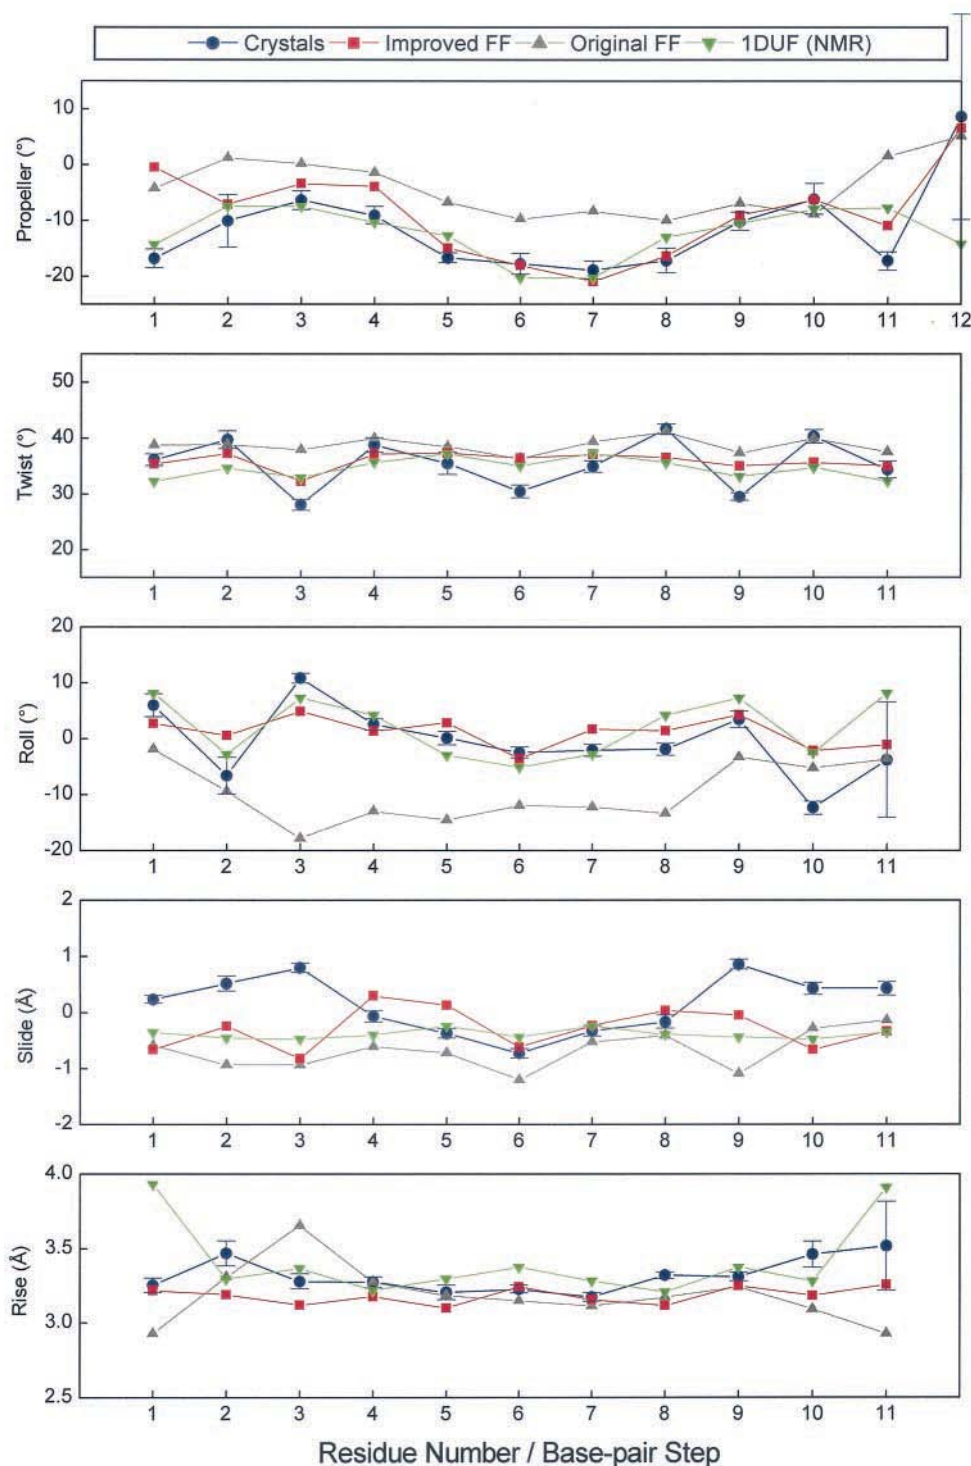 Crystals Improved FF Original FF 1DUF (NMR)
Propeller (°)
10
0
-10
-20
1 2 3 4 5 6 7 8 9 10 11 12
Twist (°)
50
40
30
20
1 2 3 4 5 6 7 8 9 10 11
Roll (°)
20
10
0
-10
-20
1 2 3 4 5 6 7 8 9 10 11
Slide (Å)
2
1
0
-1
-2
1 2 3 4 5 6 7 8 9 10 11
Rise (Å)
4.0
3.5
3.0
2.5
1 2 3 4 5 6 7 8 9 10 11
Residue Number / Base-pair Step